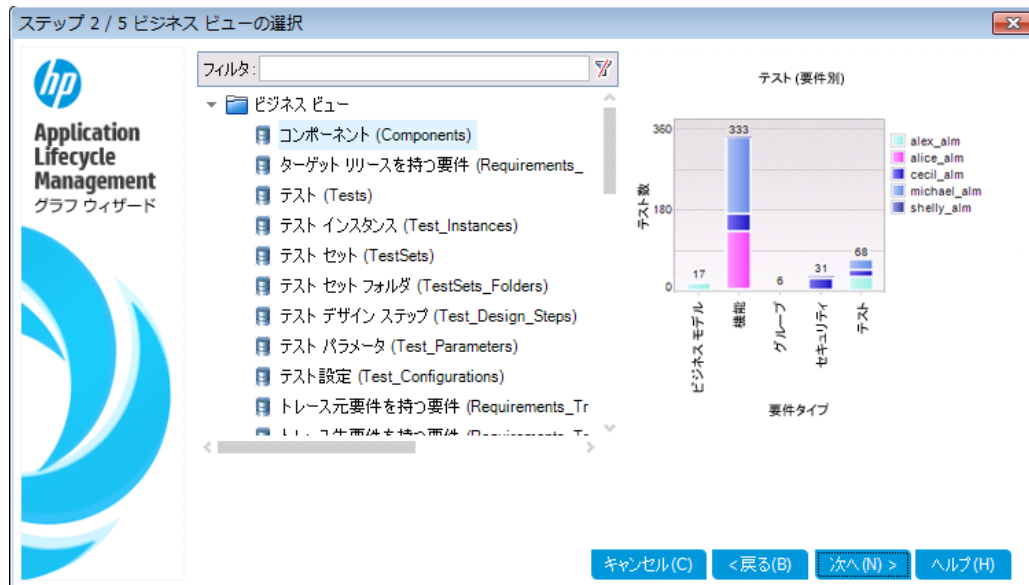 ステップ 2 / 5 ビジネス ビューの選択
hp
Application
Lifecycle
Management
グラフ ウィザード
フィルタ:
ビジネス ビュー
コンポーネント (Components)
ターゲット リリースを持つ要件 (Requirements_
テスト (Tests)
テスト インスタンス (Test_Instances)
テスト セット (TestSets)
テスト セット フォルダ (TestSets_Folders)
テスト デザイン ステップ (Test_Design_Steps)
テスト パラメータ (Test_Parameters)
テスト設定 (Test_Configurations)
トレース元要件を持つ要件 (Requirements_Tr
テスト (要件別)
テスト数
360
180
0
17
333
6
31
68
ビジネス モデル
機能
グループ
セキュリティ
テスト
要件タイプ
alex_alm
alice_alm
cecil_alm
michael_alm
shelly_alm
キャンセル(C)
<戻る(B)
次へ(N) >
ヘルプ(H)